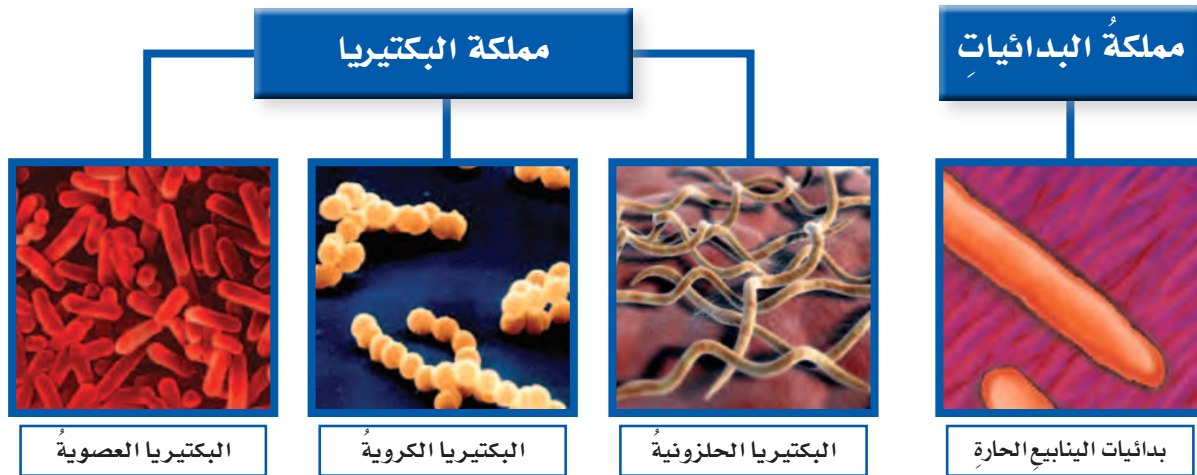 مملكةُ البدائياتِ
مملكة البكتيريا
بدائيات الينابيعِ الحارةِ
البكتيريا الحلزونيةُ
البكتيريا الكرويةُ
البكتيريا العصويةُ